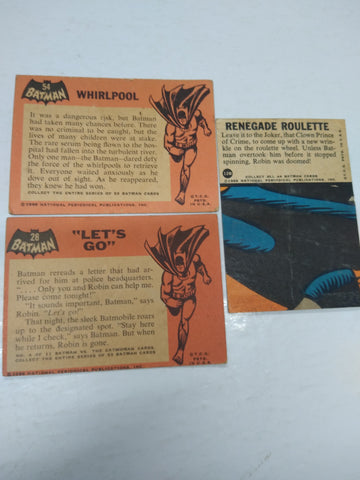 54
BATMAN
WHIRLPOOL
It was a dangerous risk, but Batman
had taken many chances before. There
was no criminal to be caught, but the
lives of many children were at stake.
The rare serum being flown to the hos-
pital had fallen into the turbulent river.
Only one man—the Batman—dared defy
the force of the whirlpools to retrieve
it. Everyone waited anxiously as he
dove out of sight. As he reappeared,
they knew he had won.
COLLECT THE ENTIRE SERIES OF 55 BATMAN CARDS
©1966 NATIONAL PERIODICAL PUBLICATIONS, INC.
©T.C.G.
PRTD.
IN U.S.A.
28
BATMAN
"LET'S
GO"
Batman rereads a letter that had ar-
rived for him at police headquarters.
". . . . Only you and Robin can help me.
Please come tonight!"
"It sounds important, Batman," says
Robin. "Let's go!"
That night, the sleek Batmobile roars
up to the designated spot. "Stay here
while I check," says Batman. But when
he returns, Robin is gone.
COLLECT THE ENTIRE SERIES OF 55 BATMAN CARDS.
©1966 NATIONAL PERIODICAL PUBLICATIONS, INC.
©T.C.G.
PRTD.
IN U.S.A.
RENEGADE ROULETTE
Leave it to the Joker, that Clown Prince
of Crime, to come up with a new wrin-
kle on the roulette wheel. Unless Bat-
man overtook him before it stopped
spinning, Robin was doomed!
COLLECT ALL 44 BATMAN CARDS
©1966 NATIONAL PERIODICAL PUBLICATIONS, INC.